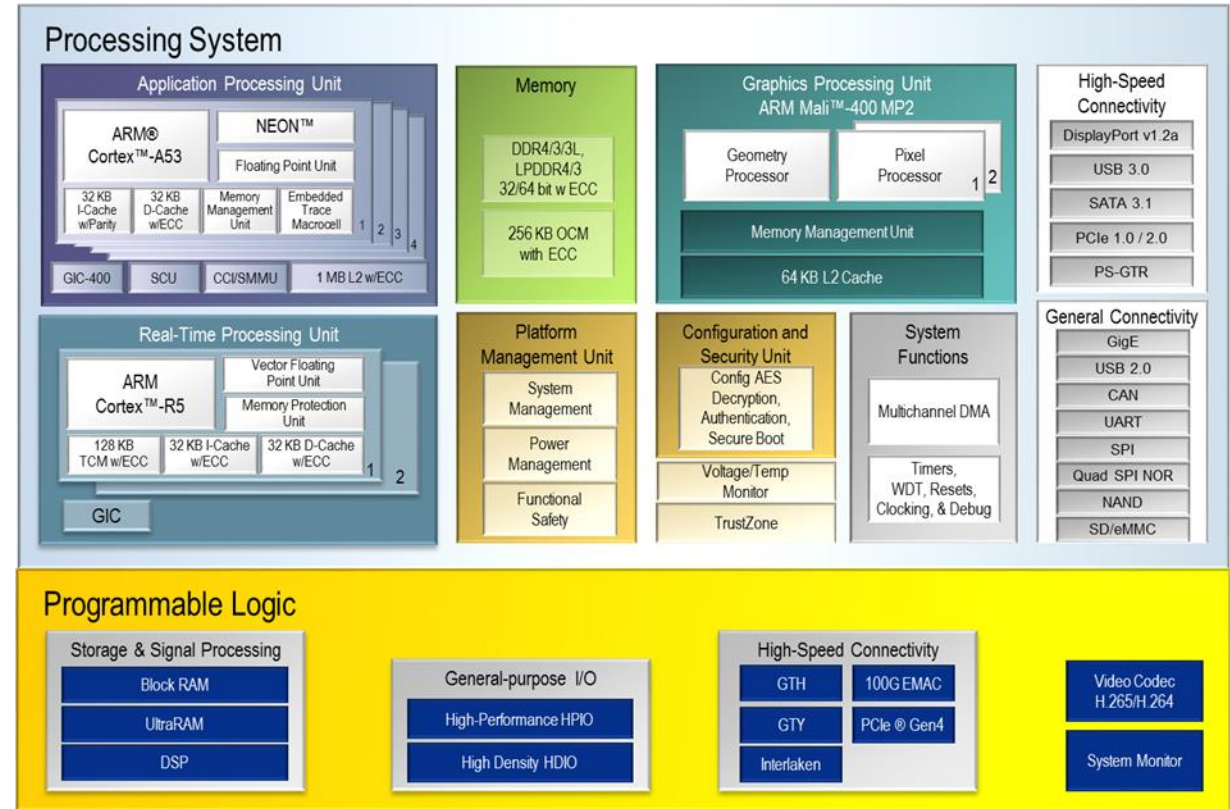 Processing System
Application Processing Unit
ARM®
Cortex™-A53
NEON™
Floating Point Unit
32 KB
I-Cache
w/Parity
32 KB
D-Cache
w/ECC
Memory
Management
Unit
Embedded
Trace
Macrocell
1
2
3
4
GIC-400
SCU
CCI/SMMU
1 MB L2 w/ECC
Memory
DDR4/3/3L,
LPDDR4/3
32/64 bit w ECC
256 KB OCM
with ECC
Graphics Processing Unit
ARM Mali™-400 MP2
Geometry
Processor
Pixel
Processor
1
2
Memory Management Unit
64 KB L2 Cache
High-Speed
Connectivity
DisplayPort v1.2a
USB 3.0
SATA 3.1
PCIe 1.0 / 2.0
PS-GTR
Real-Time Processing Unit
ARM
Cortex™-R5
Vector Floating
Point Unit
Memory Protection
Unit
128 KB
TCM w/ECC
32 KB I-Cache
w/ECC
32 KB D-Cache
w/ECC
1
2
GIC
Platform
Management Unit
System
Management
Power
Management
Functional
Safety
Configuration and
Security Unit
Config AES
Decryption,
Authentication,
Secure Boot
Voltage/Temp
Monitor
TrustZone
System
Functions
Multichannel DMA
Timers,
WDT, Resets,
Clocking, & Debug
General Connectivity
GigE
USB 2.0
CAN
UART
SPI
Quad SPI NOR
NAND
SD/eMMC
Programmable Logic
Storage & Signal Processing
Block RAM
UltraRAM
DSP
General-purpose I/O
High-Performance HPIO
High Density HDIO
High-Speed Connectivity
GTH
100G EMAC
GTY
PCIe ® Gen4
Interlaken
Video Codec
H.265/H.264
System Monitor